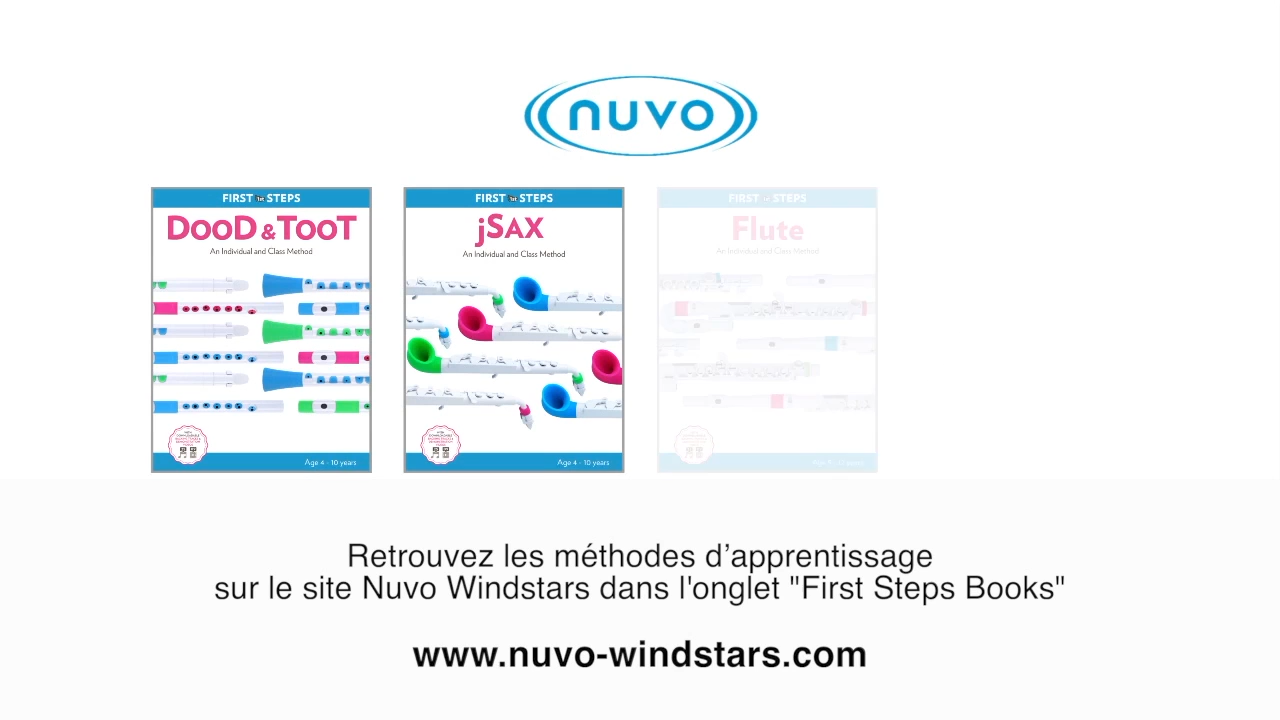 nuvo
FIRST 1st STEPS
DooD & TooT
An Individual and Class Method
Age 4 - 10 years
FIRST 1st STEPS
jSAX
An Individual and Class Method
Age 4 - 10 years
FIRST STEPS
Flute
An Individual and Class Method
Retrouvez les méthodes d’apprentissage
sur le site Nuvo Windstars dans l'onglet "First Steps Books"
www.nuvo-windstars.com